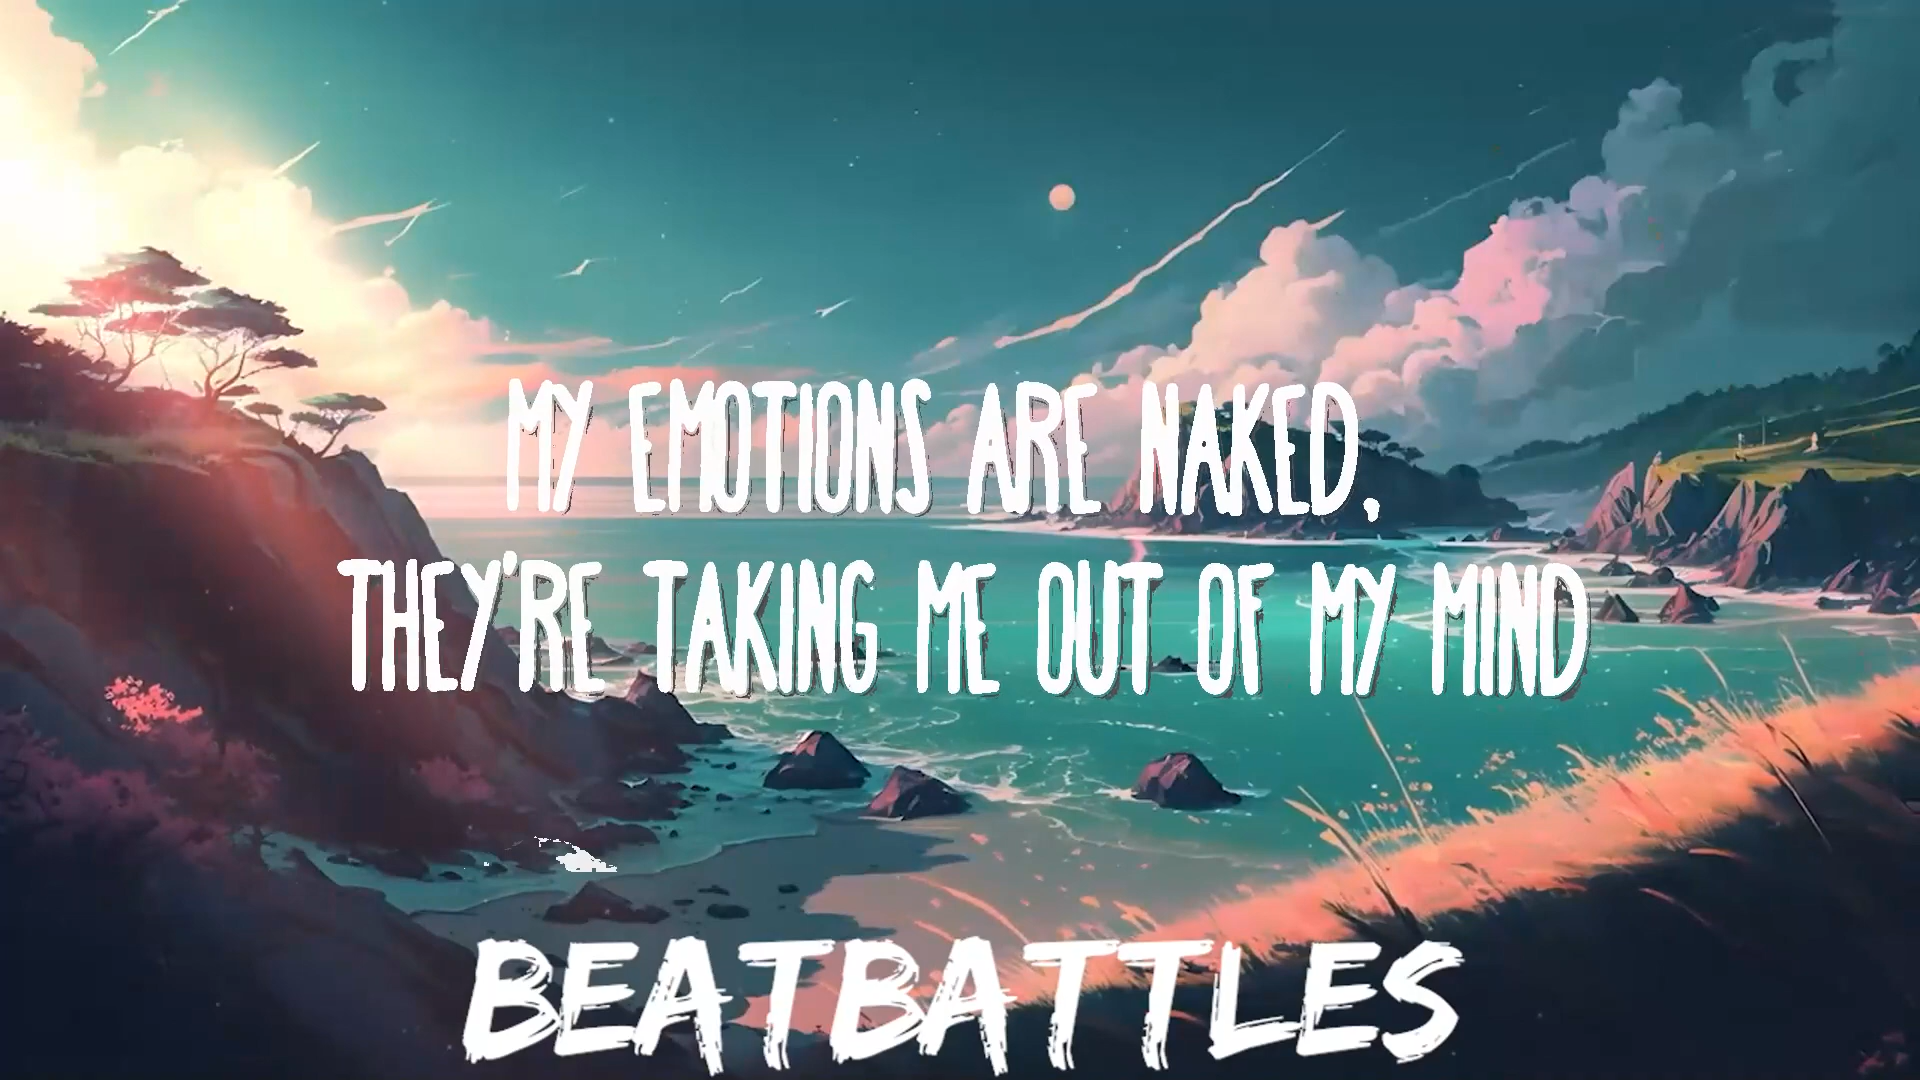 MY EMOTIONS ARE NAKED,
THEY'RE TAKING ME OUT OF MY MIND
BEATBATTLES